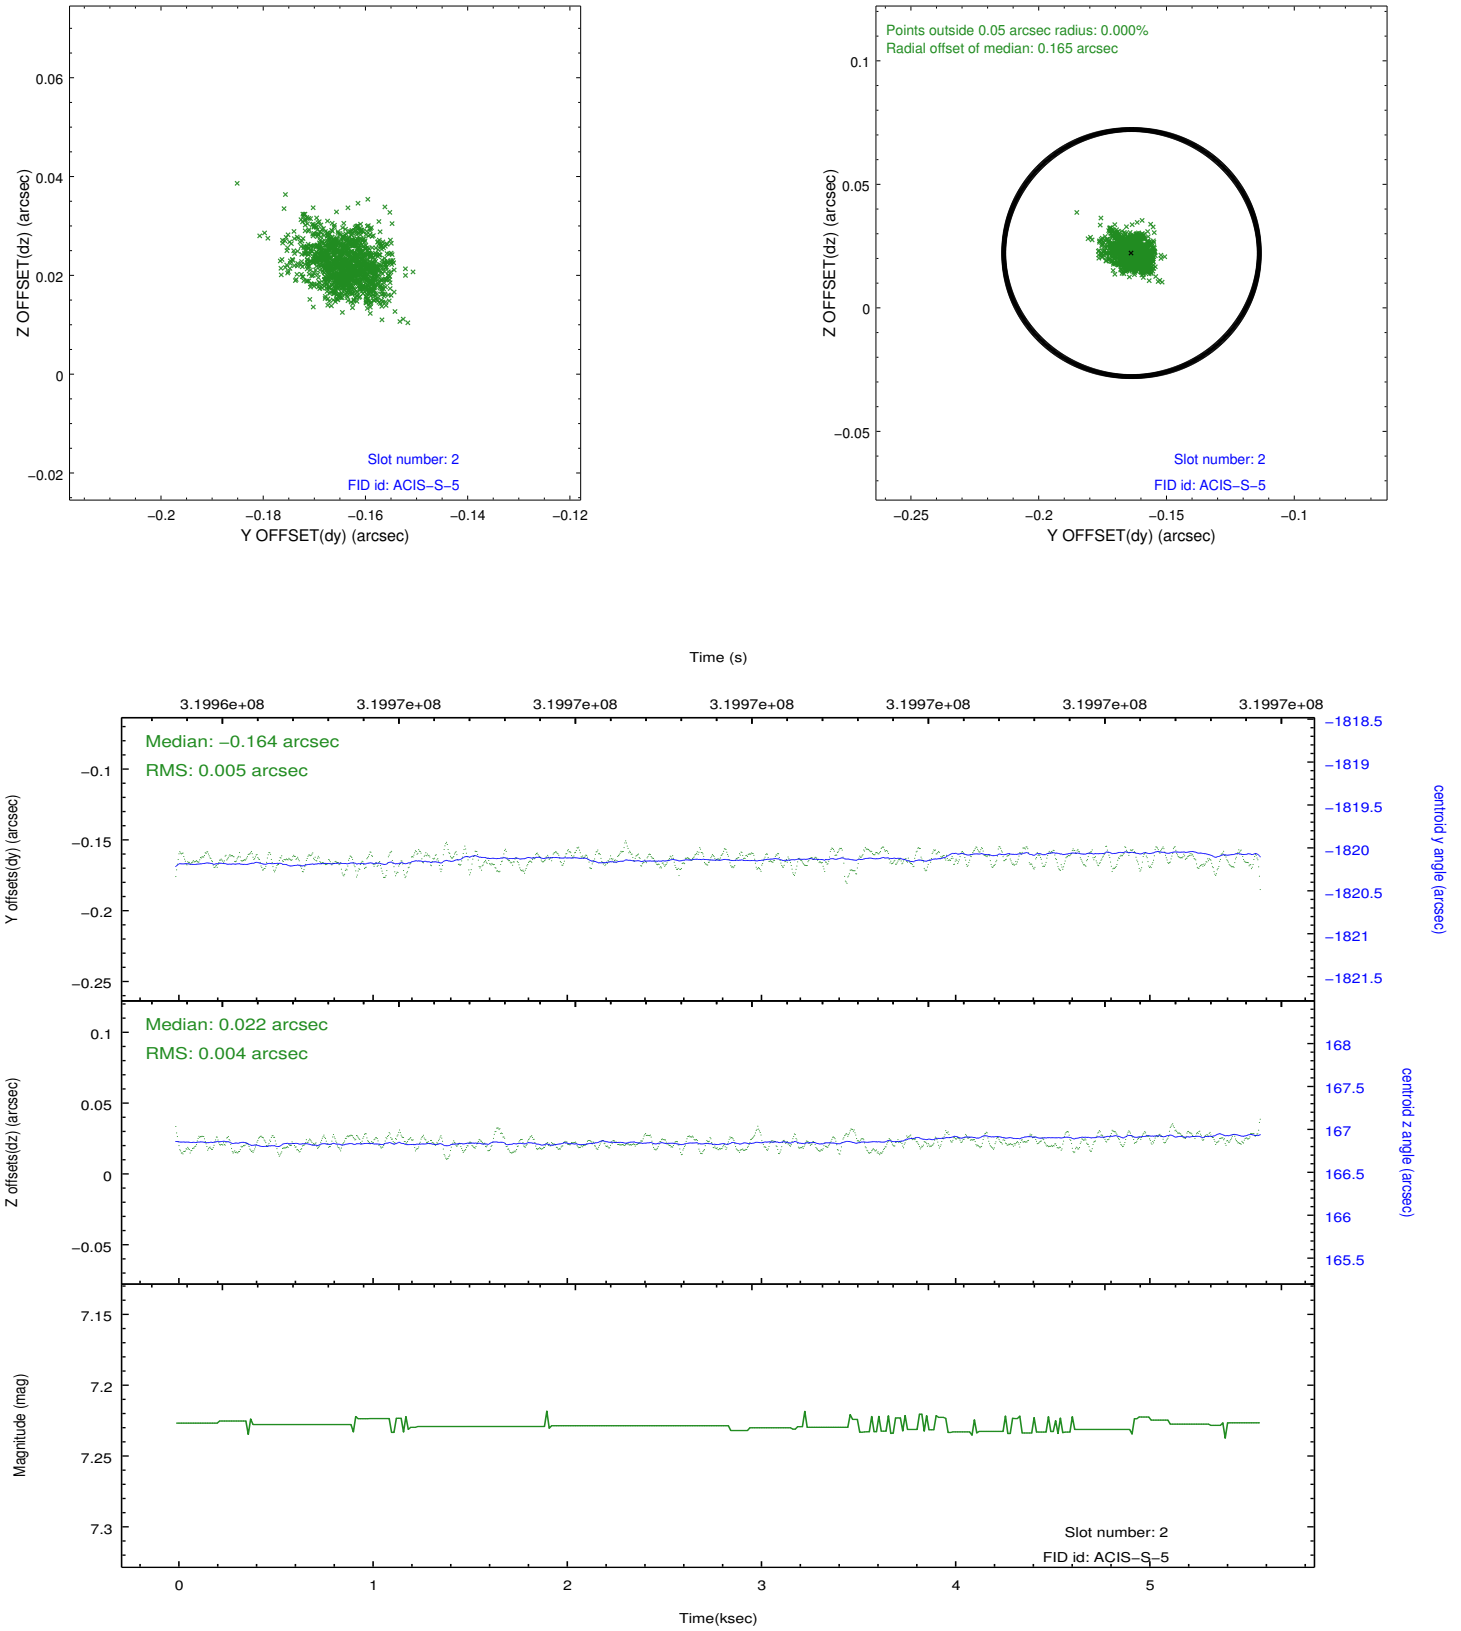 0.06
0.04
0.02
0
−0.02
Z OFFSET(dz) (arcsec)
Slot number: 2
FID id: ACIS−S−5
−0.2
−0.18
−0.16
−0.14
−0.12
Y OFFSET(dy) (arcsec)
Points outside 0.05 arcsec radius: 0.000%
Radial offset of median: 0.165 arcsec
0.1
0.05
0
−0.05
Z OFFSET(dz) (arcsec)
Slot number: 2
FID id: ACIS−S−5
−0.25
−0.2
−0.15
−0.1
Y OFFSET(dy) (arcsec)
Time (s)
3.1996e+08
3.1997e+08
3.1997e+08
3.1997e+08
3.1997e+08
3.1997e+08
3.1997e+08
Median: −0.164 arcsec
RMS: 0.005 arcsec
−0.1
−0.15
−0.2
−0.25
Y offsets(dy) (arcsec)
−1818.5
−1819
−1819.5
−1820
−1820.5
−1821
−1821.5
centroid y angle (arcsec)
Median: 0.022 arcsec
RMS: 0.004 arcsec
0.1
0.05
0
−0.05
Z offsets(dz) (arcsec)
168
167.5
167
166.5
166
165.5
centroid z angle (arcsec)
7.15
7.2
7.25
7.3
Magnitude (mag)
Slot number: 2
FID id: ACIS−S−5
0
1
2
3
4
5
Time(ksec)